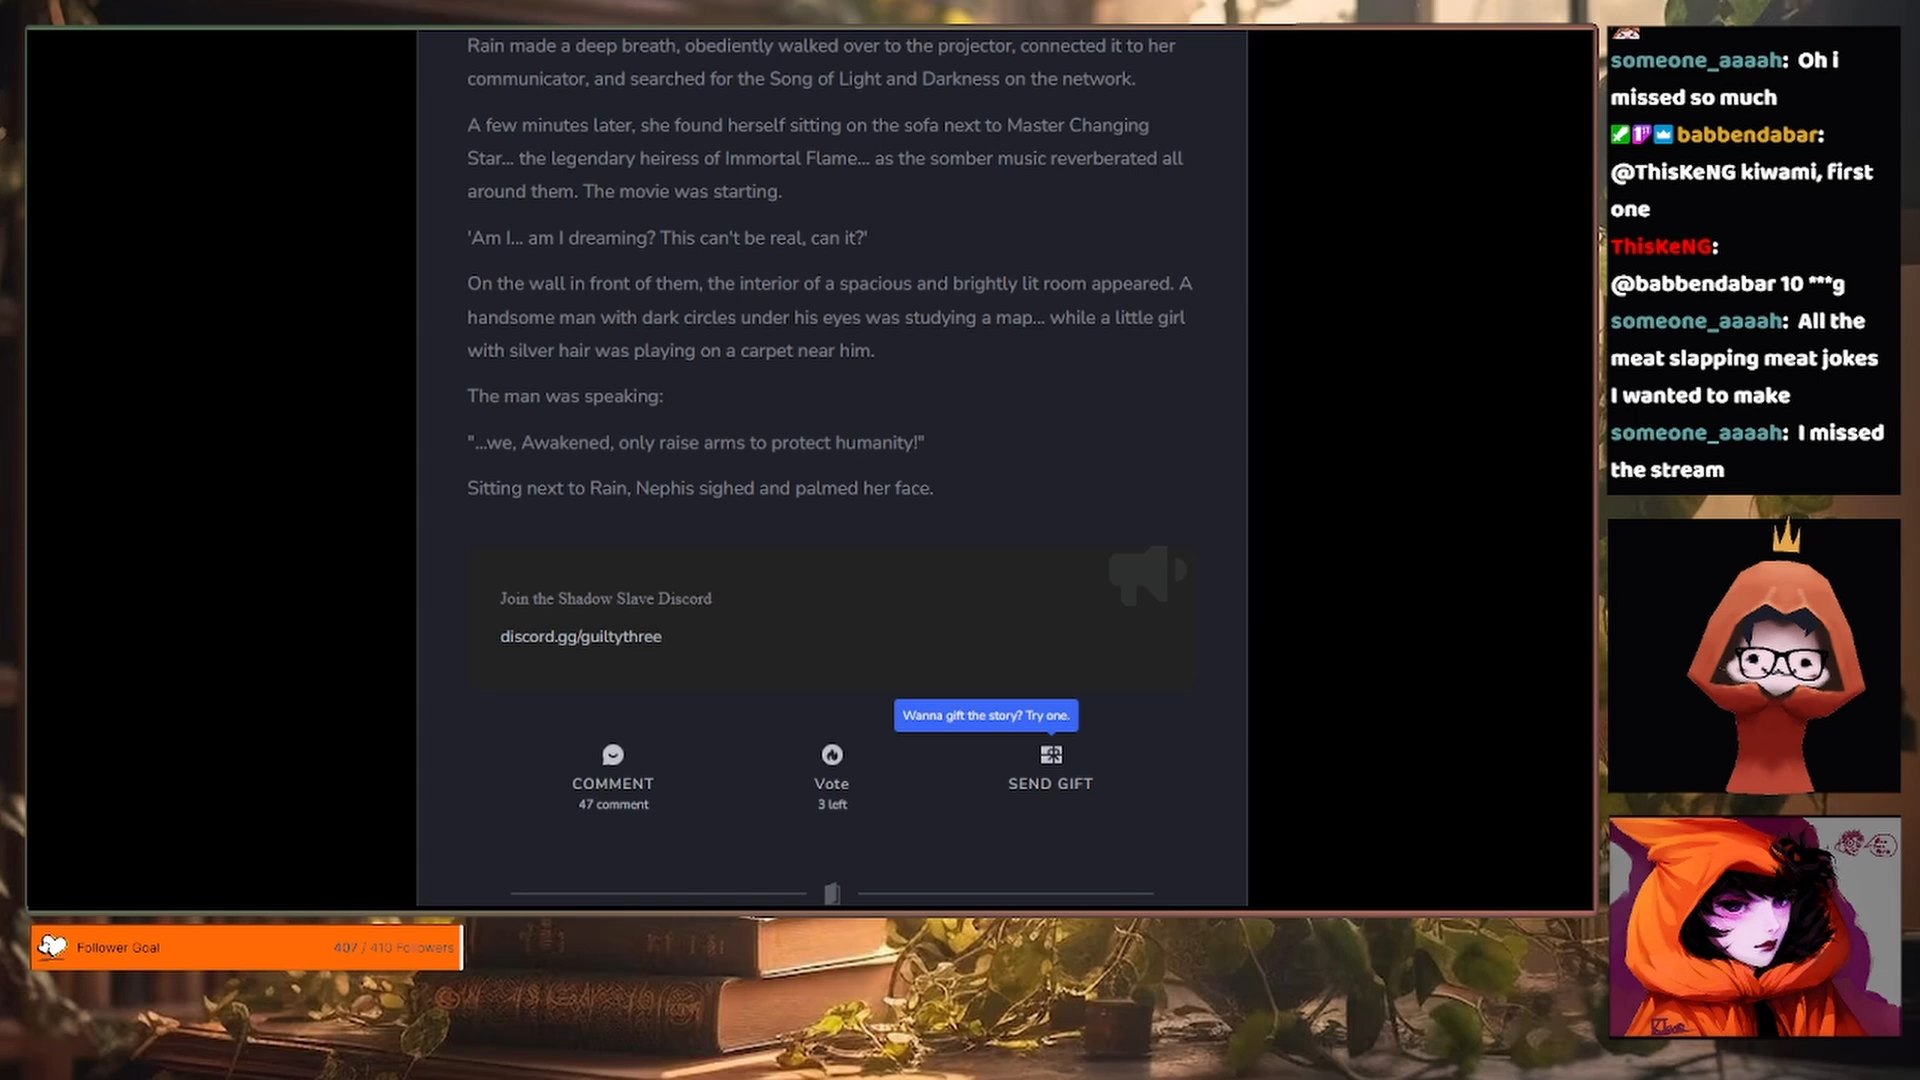 Rain made a deep breath, obediently walked over to the projector, connected it to her
communicator, and searched for the Song of Light and Darkness on the network.
A few minutes later, she found herself sitting on the sofa next to Master Changing
Star... the legendary heiress of Immortal Flame... as the somber music reverberated all
around them. The movie was starting.
'Am I... am I dreaming? This can't be real, can it?'
On the wall in front of them, the interior of a spacious and brightly lit room appeared. A
handsome man with dark circles under his eyes was studying a map... while a little girl
with silver hair was playing on a carpet near him.
The man was speaking:
"...we, Awakened, only raise arms to protect humanity!"
Sitting next to Rain, Nephis sighed and palmed her face.
Join the Shadow Slave Discord
discord.gg/guiltythree
Wanna gift the story? Try one.
COMMENT
47 comment
Vote
3 left
SEND GIFT
someone_aaaah: Oh i
missed so much
babbendabar:
@ThisKeNG kiwami, first
one
ThisKeNG:
@babbendabar 10 ***g
someone_aaaah: All the
meat slapping meat jokes
I wanted to make
someone_aaaah: I missed
the stream
Follower Goal
407 / 410 Followers